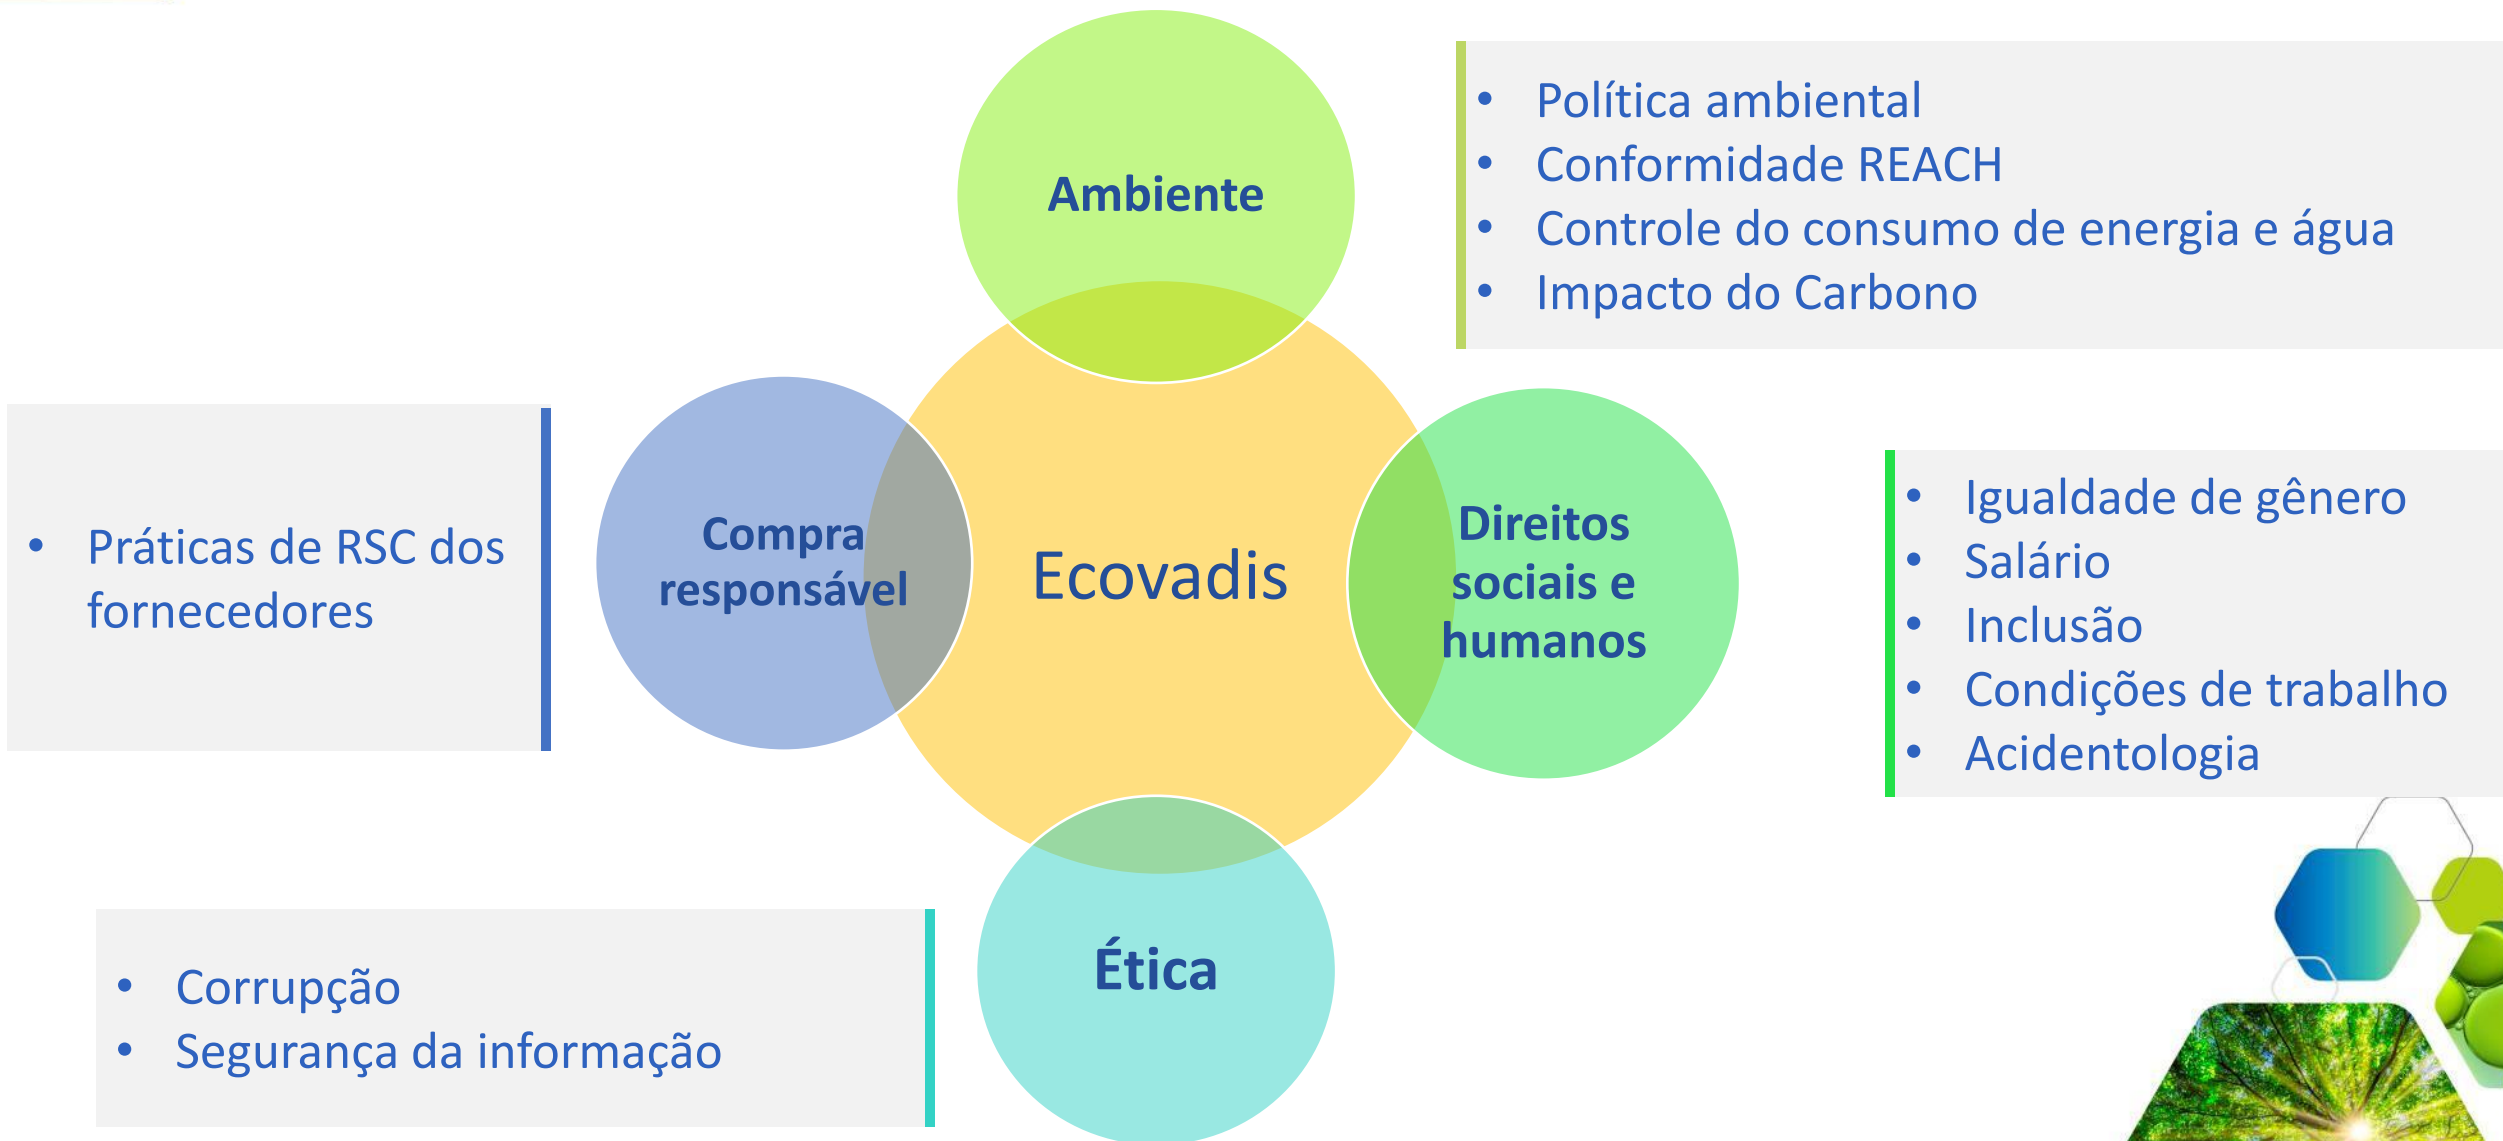 Ambiente
• Política ambiental
• Conformidade REACH
• Controle do consumo de energia e água
• Impacto do Carbono
• Práticas de RSC dos
fornecedores
Compra
responsável
Ecovadis
Direitos
sociais e
humanos
• Igualdade de gênero
• Salário
• Inclusão
• Condições de trabalho
• Acidentologia
Ética
• Corrupção
• Segurança da informação